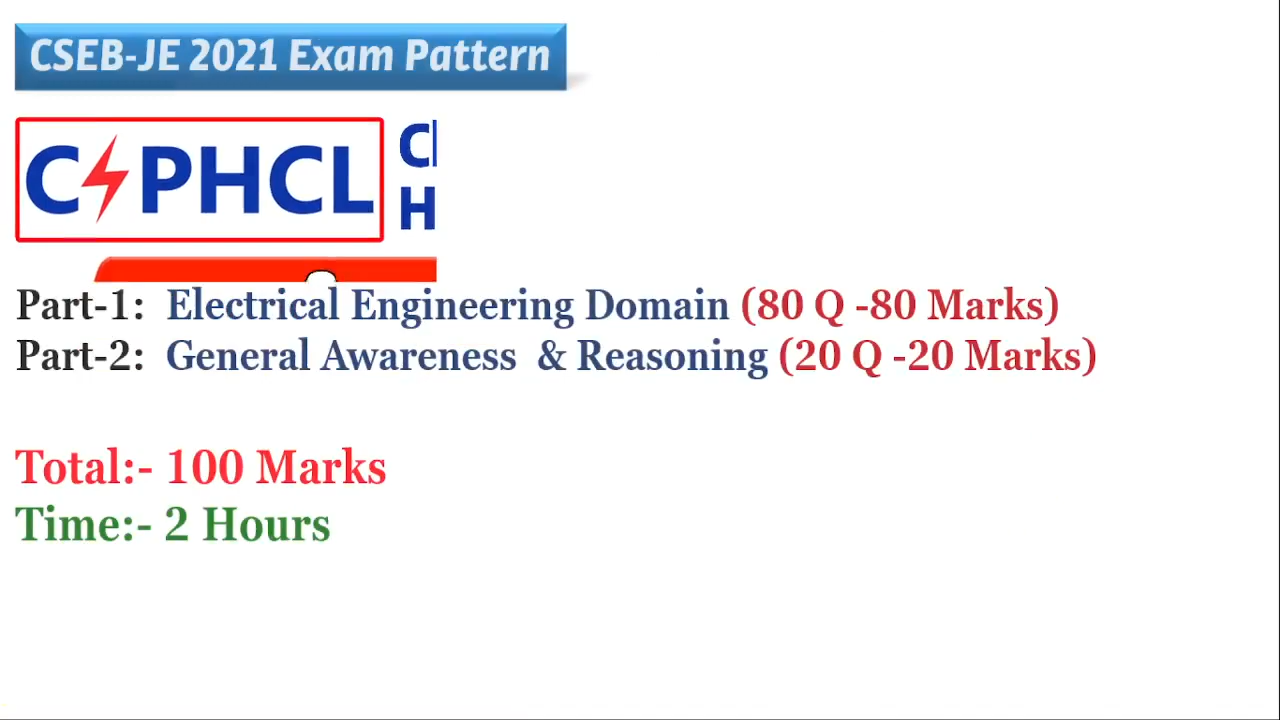 CSEB-JE 2021 Exam Pattern
C PHCL
C
H
Part-1: Electrical Engineering Domain (80 Q -80 Marks)
Part-2: General Awareness & Reasoning (20 Q -20 Marks)
Total:- 100 Marks
Time:- 2 Hours